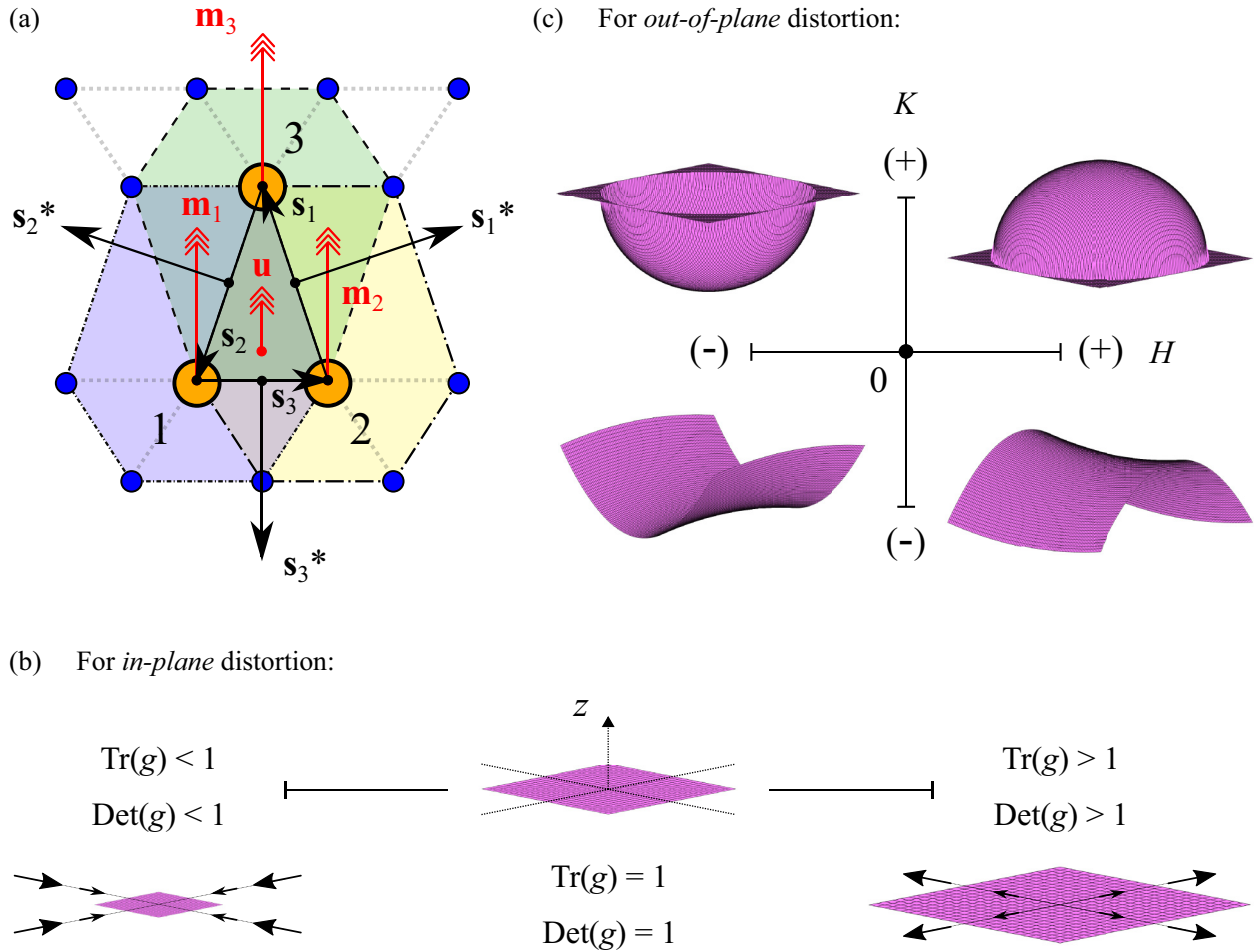 (a)
m₃
3
s₂*
m₁
s₁
s₁*
u
m₂
s₂
s₃
1
2
s₃*
(c) For out-of-plane distortion:
K
(+)
(-)
0
(+) H
(-)
(b) For in-plane distortion:
z
Tr(g) < 1
Det(g) < 1
Tr(g) = 1
Det(g) = 1
Tr(g) > 1
Det(g) > 1